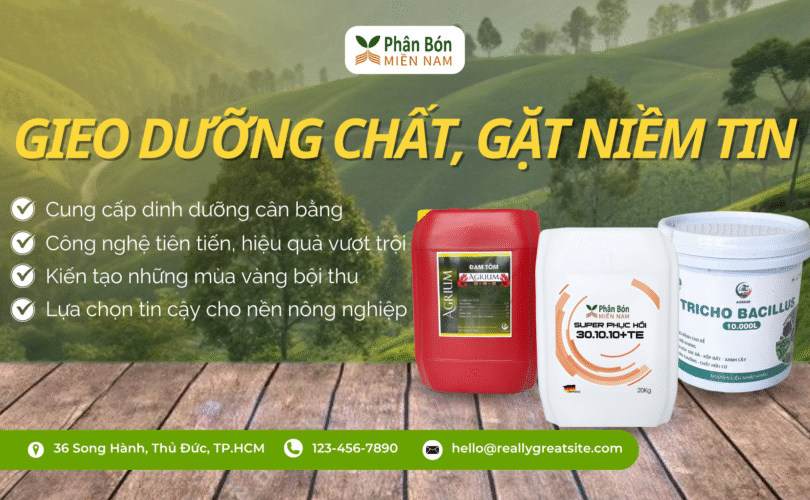 Phân Bón
MIỀN NAM
GIEO DƯỠNG CHẤT, GẶT NIỀM TIN
Cung cấp dinh dưỡng cân bằng
Công nghệ tiên tiến, hiệu quả vượt trội
Kiến tạo những mùa vàng bội thu
Lựa chọn tin cậy cho nền nông nghiệp
AGRIUM
ĐẠM TÔM
AGRIUM
Phân Bón
MIỀN NAM
SUPER PHỤC HỒI
30.10.10+TE
20Kg
TRICHO BACILLUS
10.000L
36 Song Hành, Thủ Đức, TP.HCM
123-456-7890
hello@reallygreatsite.com